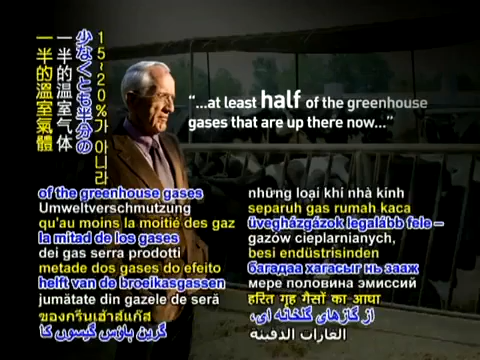 “...at least half of the greenhouse
gases that are up there now...”
15~20%가 아니라
少なくとも半分の
一半的温室气体
一半的溫室氣體
of the greenhouse gases
Umweltverschmutzung
qu'au moins la moitié des gaz
la mitad de los gases
dei gas serra prodotti
metade dos gases do efeito
helft van de broeikasgassen
jumătate din gazele de seră
ของกรีนเฮ้าส์แก๊ส
گرین ہاؤس گیسوں کا
những loại khí nhà kính
separuh gas rumah kaca
üvegházgázok legalább fele –
gazów cieplarnianych,
besi endüstrisinden
багадаа хагасыг нь зааж
мере половина эмиссий
हरित गृह गैसों का आधा
از گازهای گلخانه ای،
الغازات الدفينة